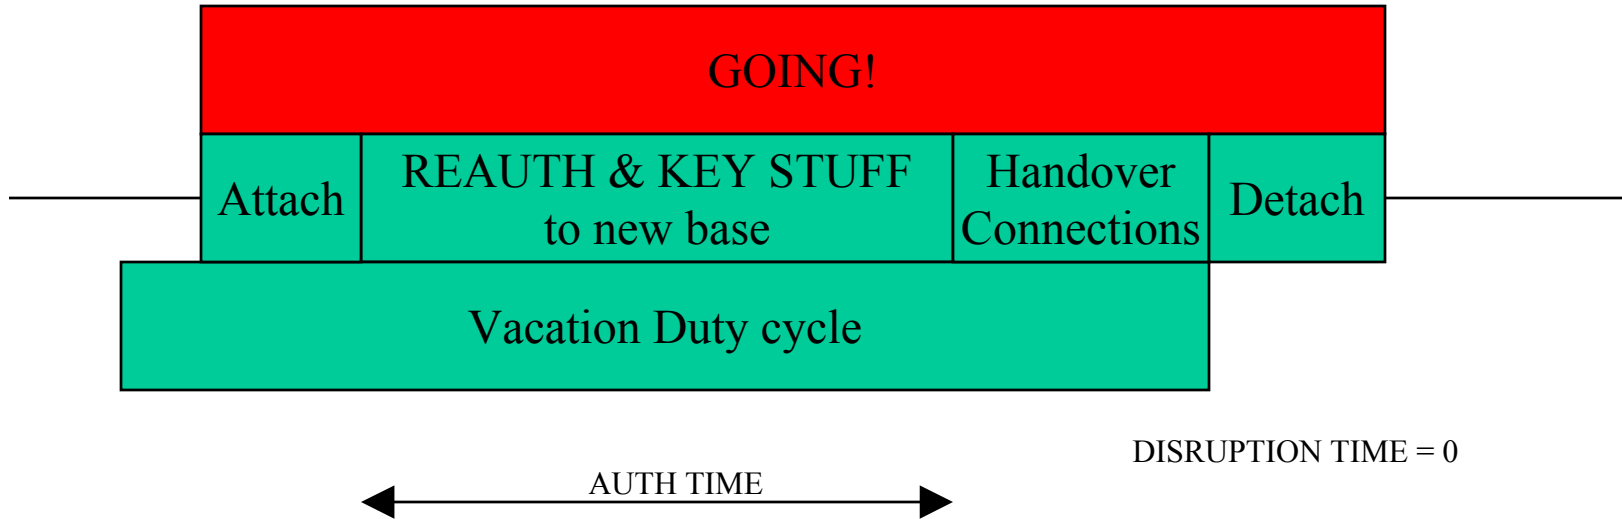 GOING!
Attach
REAUTH & KEY STUFF
to new base
Handover
Connections
Detach
Vacation Duty cycle
DISRUPTION TIME = 0
AUTH TIME